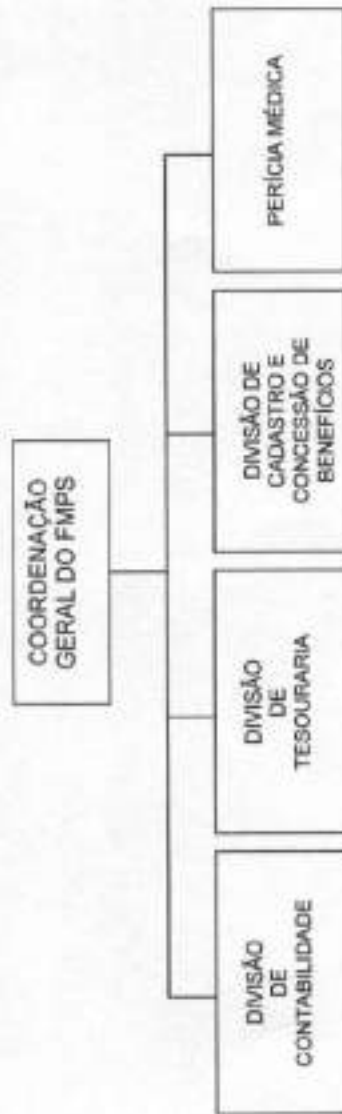 COORDENAÇÃO
GERAL DO FMPS
DIVISÃO
DE
CONTABILIDADE
DIVISÃO
DE
TESOURARIA
DIVISÃO DE
CADASTRO E
CONCESSÃO DE
BENEFÍCIOS
PERÍCIA MÉDICA